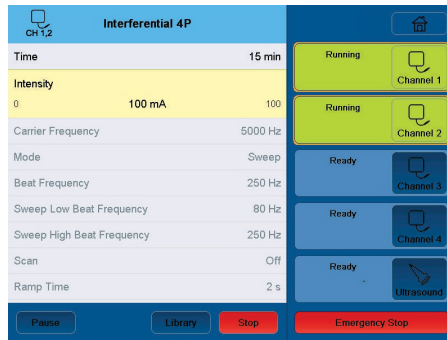 CH 1,2
Interferential 4P
Time 15 min
Intensity
0 100 mA 100
Carrier Frequency 5000 Hz
Mode Sweep
Beat Frequency 250 Hz
Sweep Low Beat Frequency 80 Hz
Sweep High Beat Frequency 250 Hz
Scan Off
Ramp Time 2 s
Pause Library Stop
Running
Channel 1
Running
Channel 2
Ready
Channel 3
Ready
Channel 4
Ready
Ultrasound
Emergency Stop